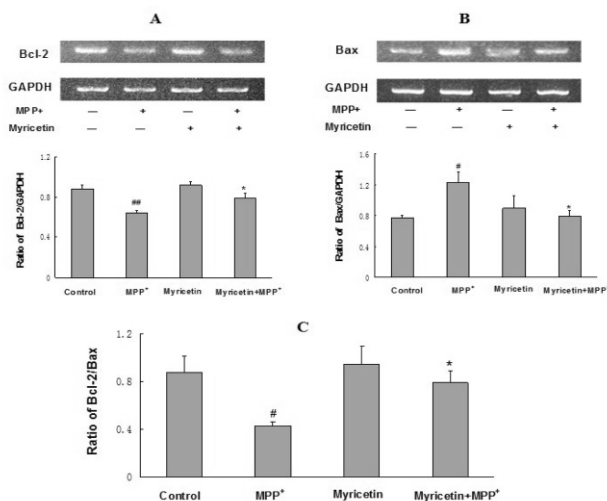 A
Bcl-2
GAPDH
MPP+ — + — +
Myricetin — — + +
Ratio of Bcl-2/GAPDH
1.2
0.8
0.4
0
##
*
Control MPP⁺ Myricetin Myricetin+MPP⁺
B
Bax
GAPDH
MPP+ — + — +
Myricetin — — + +
Ratio of Bax/GAPDH
1.6
1.2
0.8
0.4
0
#
*
Control MPP⁺ Myricetin Myricetin+MPP
C
Ratio of Bcl-2/Bax
1.2
0.8
0.4
0
#
*
Control MPP⁺ Myricetin Myricetin+MPP⁺